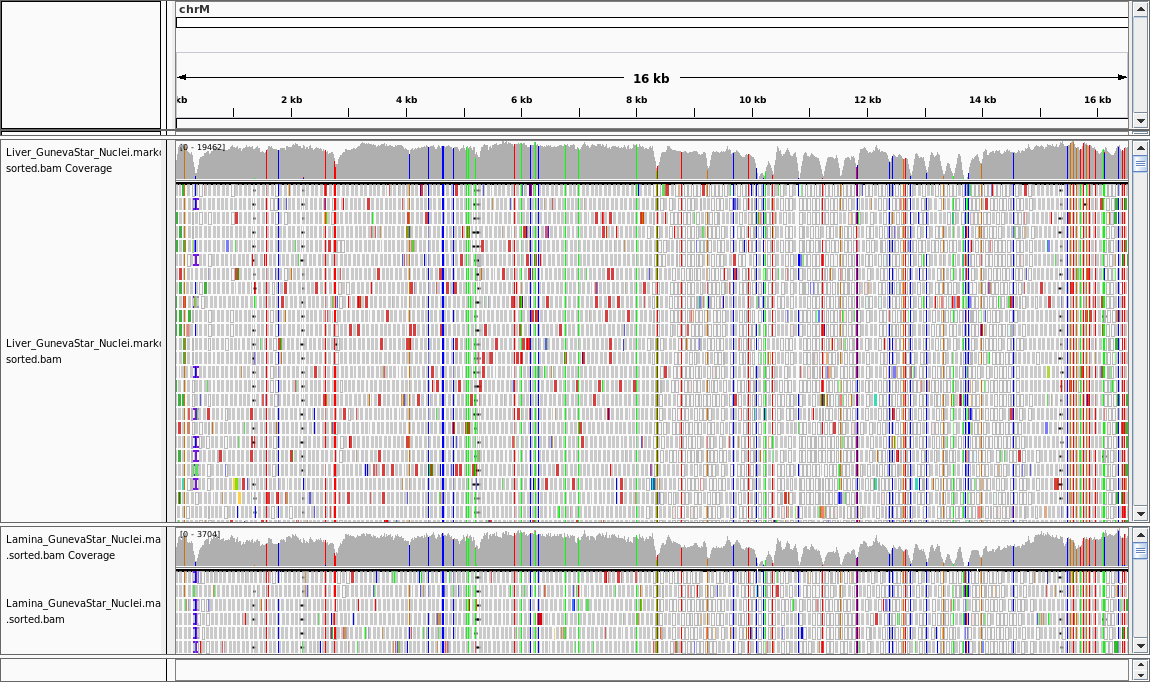 chrM
16 kb
kb 2 kb 4 kb 6 kb 8 kb 10 kb 12 kb 14 kb 16 kb
[0 - 19462]
Liver_GunevaStar_Nuclei.mark
sorted.bam Coverage
Liver_GunevaStar_Nuclei.mark
sorted.bam
[0 - 3704]
Lamina_GunevaStar_Nuclei.ma
.sorted.bam Coverage
Lamina_GunevaStar_Nuclei.ma
.sorted.bam